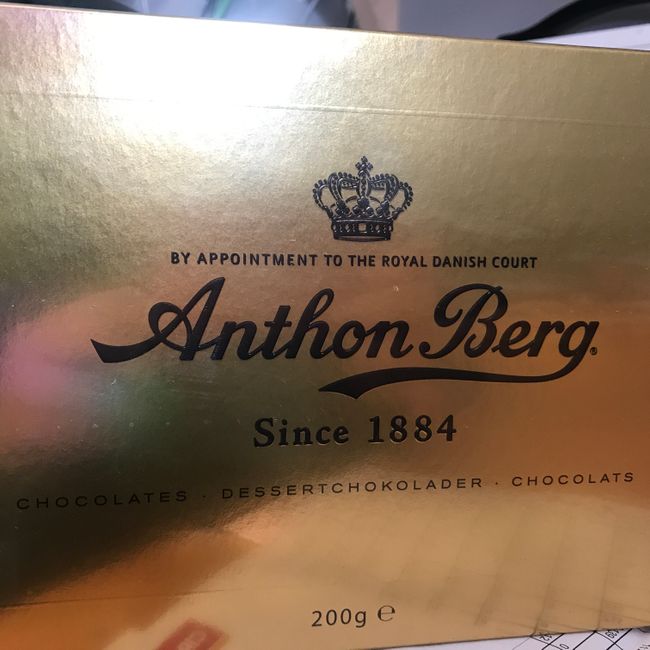 BY APPOINTMENT TO THE ROYAL DANISH COURT
Anthon Berg®
Since 1884
CHOCOLATES · DESSERTCHOKOLADER · CHOCOLATS
200g ℮